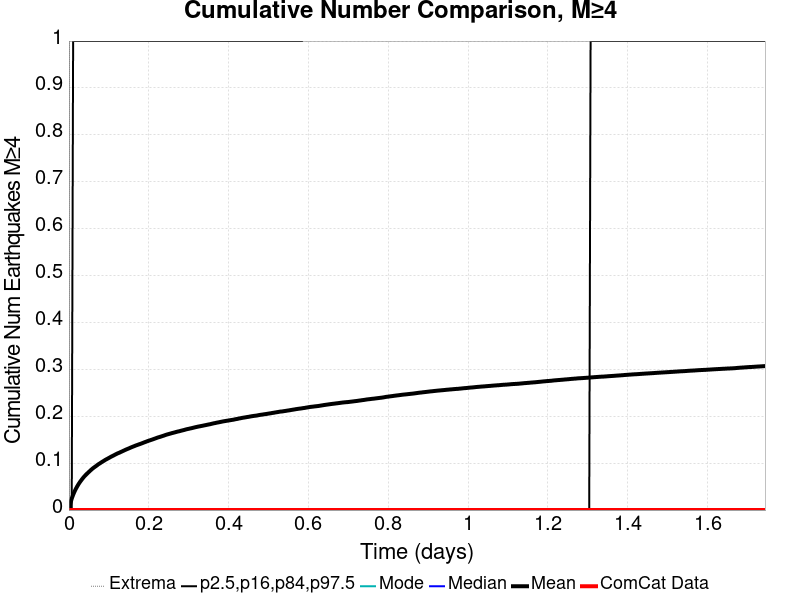 Cumulative Number Comparison, M≥4
Cumulative Num Earthquakes M≥4
1
0.9
0.8
0.7
0.6
0.5
0.4
0.3
0.2
0.1
0
0 0.2 0.4 0.6 0.8 1 1.2 1.4 1.6
Time (days)
Extrema p2.5,p16,p84,p97.5 Mode Median Mean ComCat Data